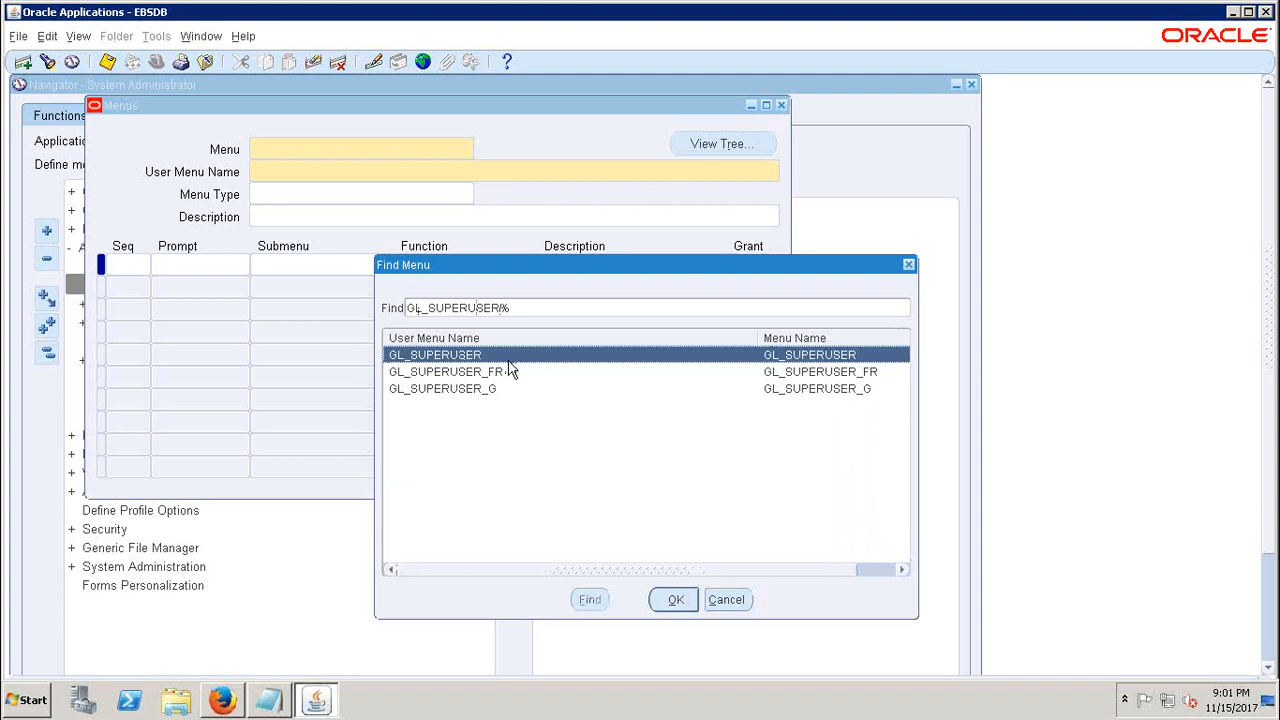 Oracle Applications - EBSDB
File Edit View Folder Tools Window Help
ORACLE
Navigator - System Administrator
Functions
Menus
Applicatio
Define me
Menu
View Tree...
User Menu Name
Menu Type
Description
Seq Prompt Submenu Function Description Grant
Find Menu
Find GL_SUPERUSER%
User Menu Name Menu Name
GL_SUPERUSER GL_SUPERUSER
GL_SUPERUSER_FR GL_SUPERUSER_FR
GL_SUPERUSER_G GL_SUPERUSER_G
Define Profile Options
+ Security
+ Generic File Manager
+ System Administration
Forms Personalization
Find OK Cancel
Start
9:01 PM
11/15/2017